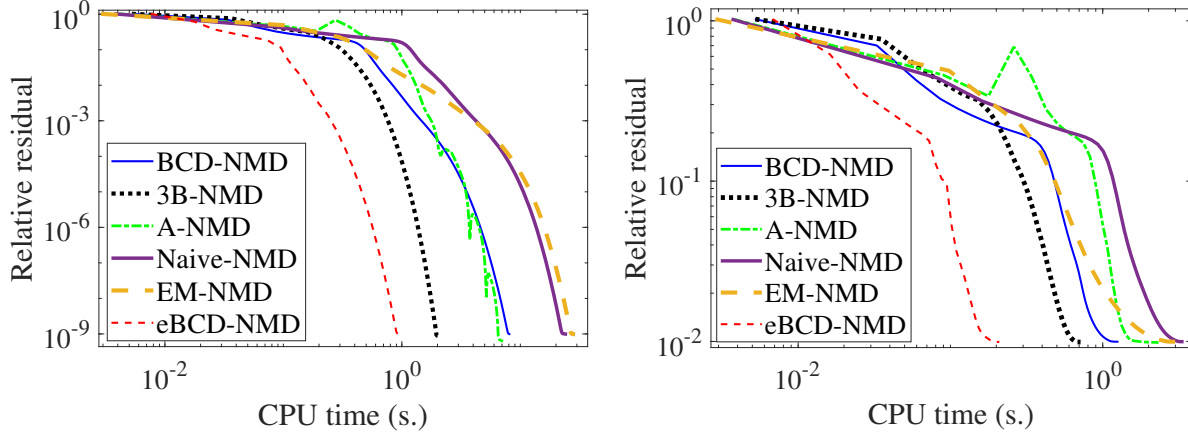 10^0
10^-3
10^-6
10^-9
Relative residual
BCD-NMD
3B-NMD
A-NMD
Naive-NMD
EM-NMD
eBCD-NMD
10^-2
10^0
CPU time (s.)
10^0
10^-1
10^-2
Relative residual
BCD-NMD
3B-NMD
A-NMD
Naive-NMD
EM-NMD
eBCD-NMD
10^-2
10^0
CPU time (s.)